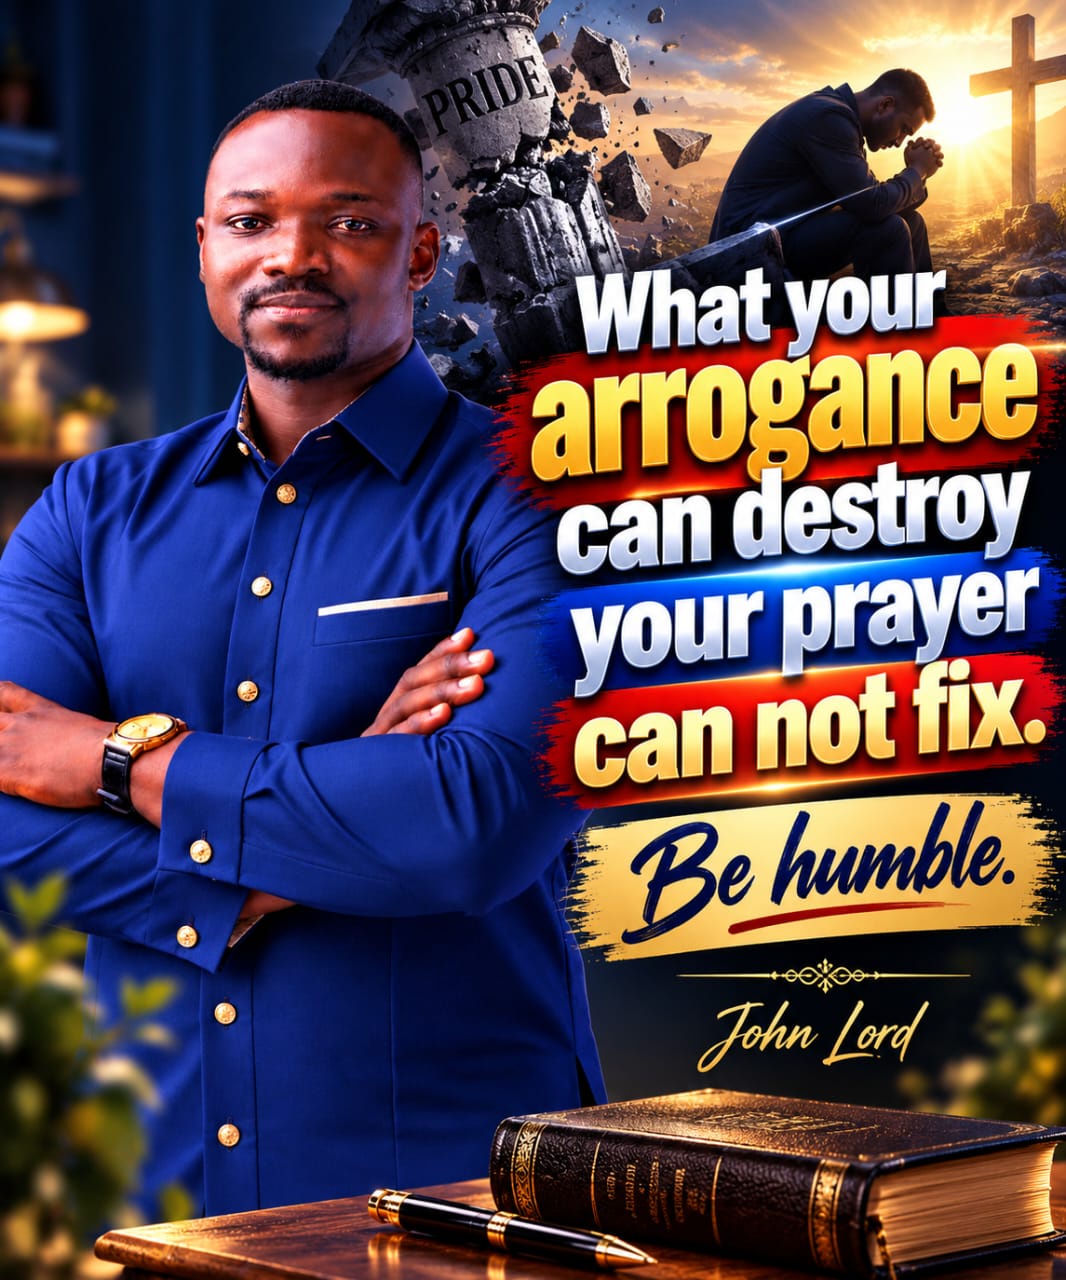 PRIDE
What your
arrogance
can destroy
your prayer
can not fix.
Be humble.
John Lord